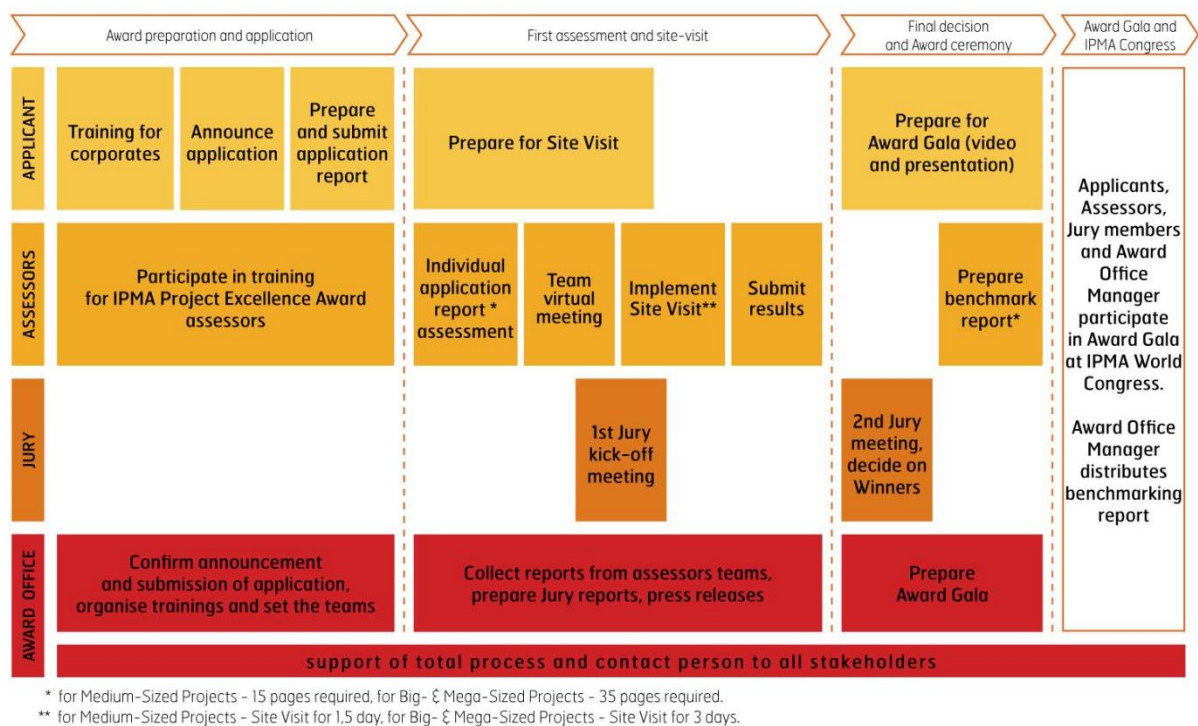 Award preparation and application
First assessment and site-visit
Final decision
and Award ceremony
Award Gala and
IPMA Congress
APPLICANT
Training for
corporates
Announce
application
Prepare
and submit
application
report
Prepare for Site Visit
Prepare for
Award Gala (video
and presentation)
ASSESSORS
Participate in training
for IPMA Project Excellence Award
assessors
Individual
application
report *
assessment
Team
virtual
meeting
Implement
Site Visit**
Submit
results
Prepare
benchmark
report*
JURY
1st Jury
kick-off
meeting
2nd Jury
meeting,
decide on
Winners
AWARD OFFICE
Confirm announcement
and submission of application,
organise trainings and set the teams
Collect reports from assessors teams,
prepare Jury reports, press releases
Prepare
Award Gala
Applicants,
Assessors,
Jury members
and Award
Office
Manager
participate
in Award Gala
at IPMA World
Congress.
Award Office
Manager
distributes
benchmarking
report
support of total process and contact person to all stakeholders
* for Medium-Sized Projects - 15 pages required, for Big- & Mega-Sized Projects - 35 pages required.
** for Medium-Sized Projects - Site Visit for 1,5 day, for Big- & Mega-Sized Projects - Site Visit for 3 days.